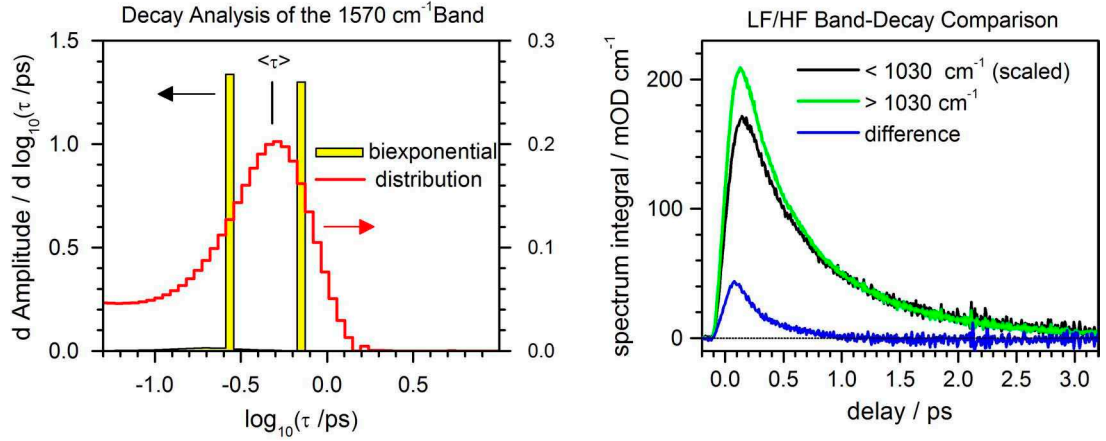 Decay Analysis of the 1570 cm⁻¹Band
1.5
1.0
0.5
0.0
d Amplitude / d log₁₀(τ /ps)
<τ>
biexponential
distribution
0.3
0.2
0.1
0.0
-1.0 -0.5 0.0 0.5
log₁₀(τ /ps)
LF/HF Band-Decay Comparison
200
100
0
spectrum integral / mOD cm⁻¹
< 1030 cm⁻¹ (scaled)
> 1030 cm⁻¹
difference
0.0 0.5 1.0 1.5 2.0 2.5 3.0
delay / ps